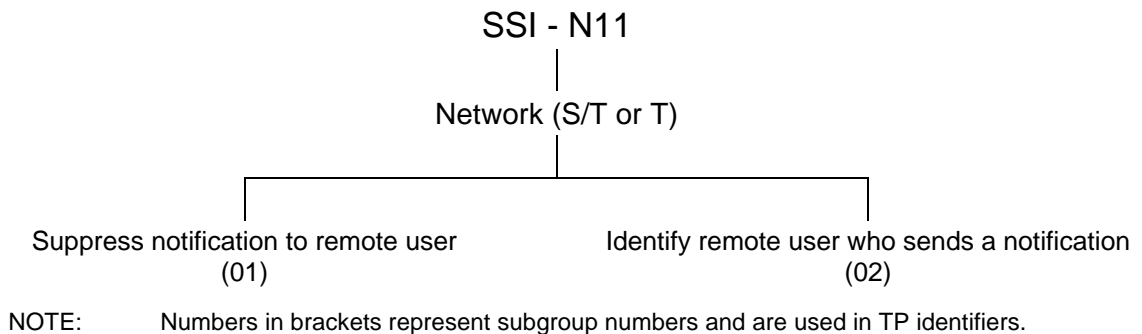 SSI - N11
Network (S/T or T)
Suppress notification to remote user
(01)
Identify remote user who sends a notification
(02)
NOTE: Numbers in brackets represent subgroup numbers and are used in TP identifiers.